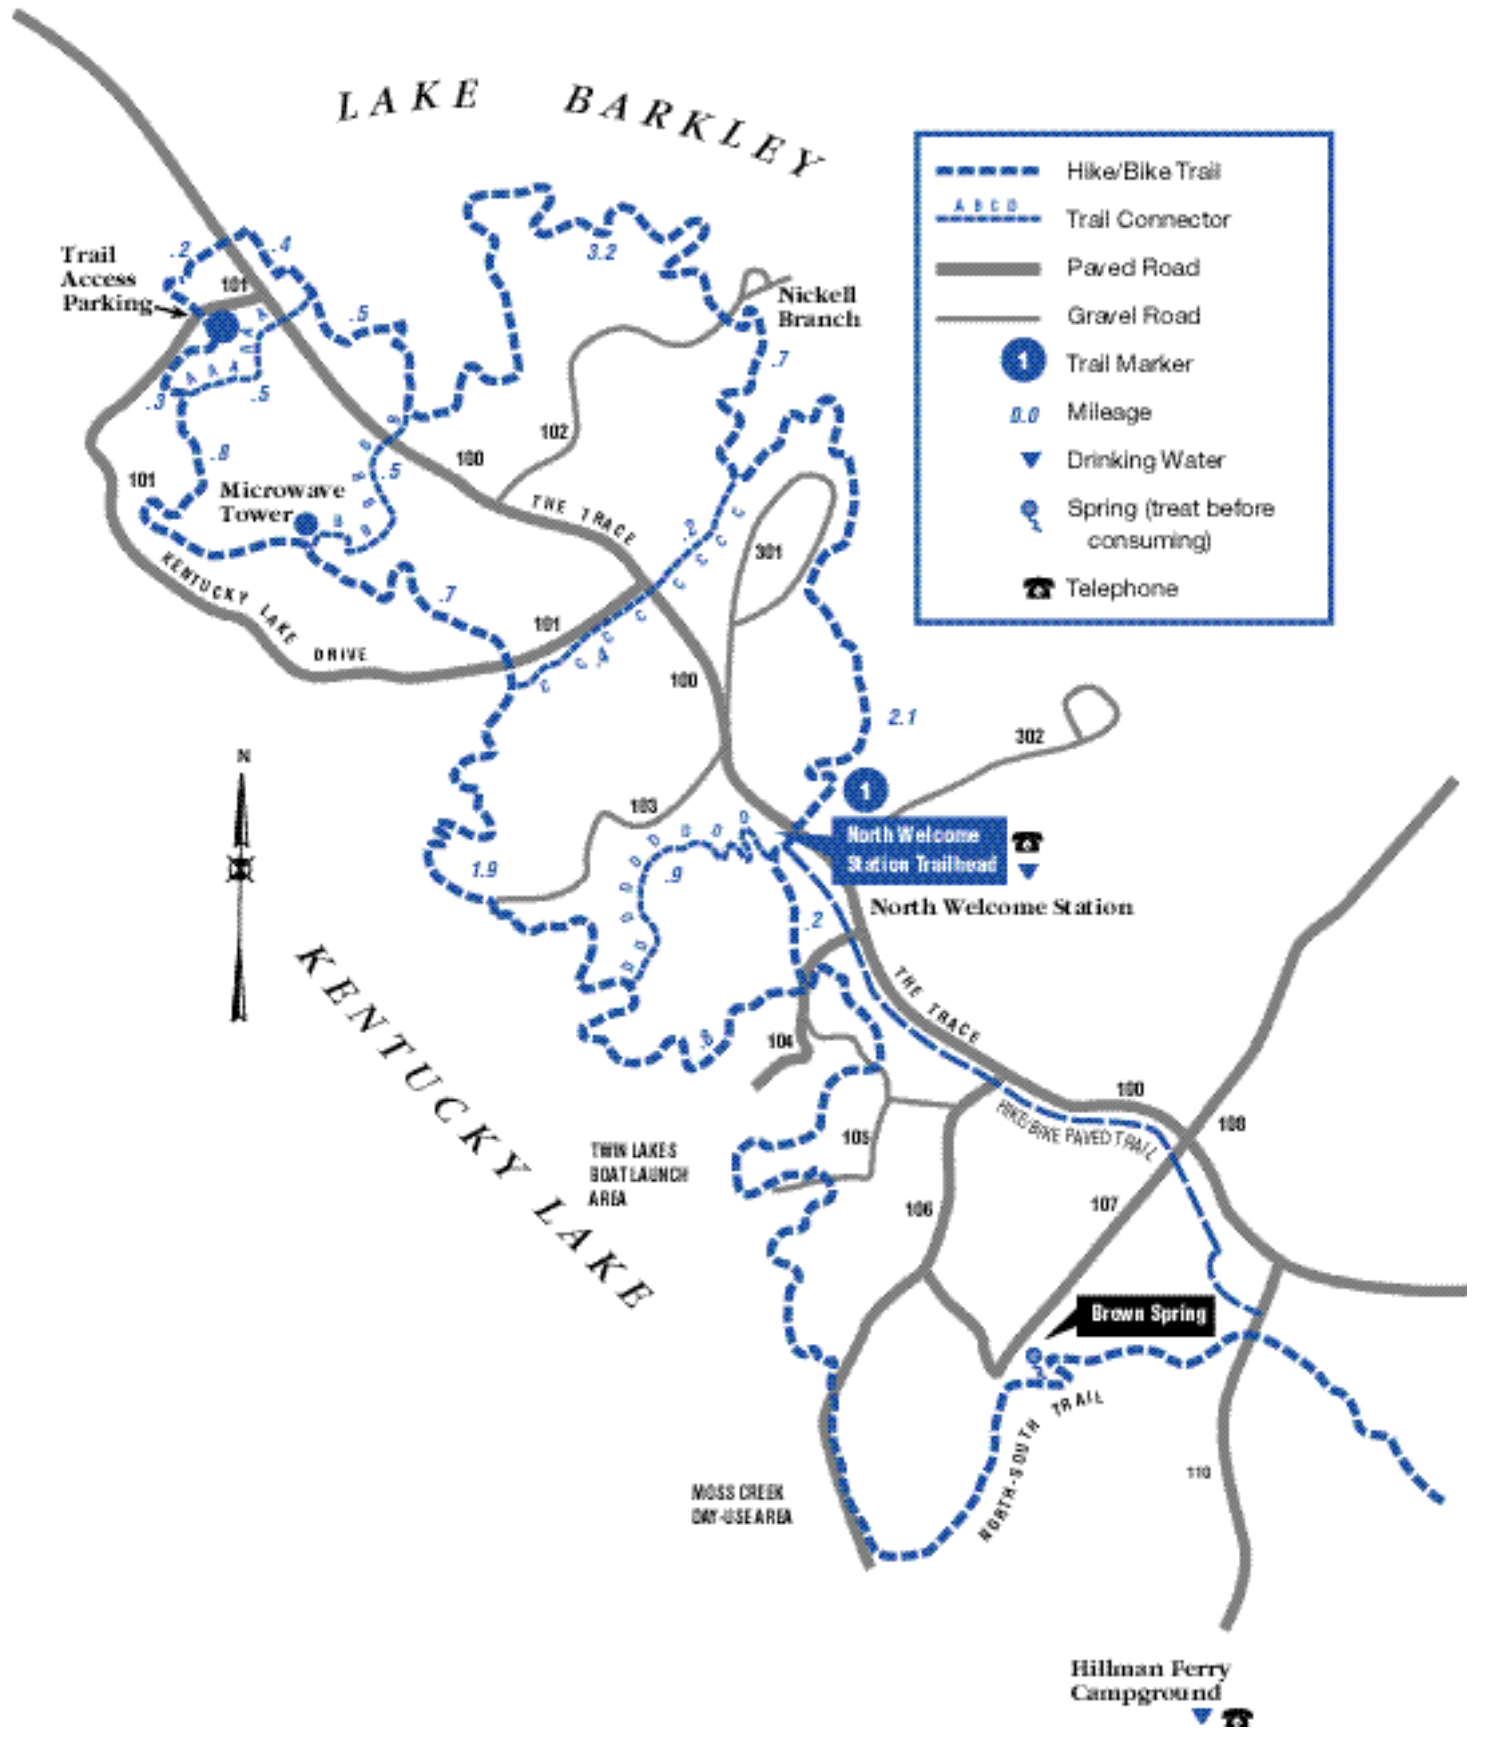 LAKE BARKLEY
Hike/Bike Trail
A B C D
Trail Connector
Paved Road
Gravel Road
1
Trail Marker
0.0
Mileage
Drinking Water
Spring (treat before
consuming)
Telephone
Trail
Access
Parking
.2
.4
101
3.2
Nickell
Branch
A
A
A
A A A
.5
.3
.5
.7
.8
102
100
B
B
B
B
B
B
B
.5
101
Microwave
Tower
THE TRACE
.2
C
C
C
C
C
C
C
C
.4
301
KENTUCKY LAKE DRIVE
.7
101
100
2.1
302
N
103
1
North Welcome
Station Trailhead
North Welcome Station
1.9
D
D
D
D
D
D
D
D
D
.9
.2
KENTUCKY LAKE
THE TRACE
104
.8
100
HIKE/BIKE PAVED TRAIL
108
105
TWIN LAKES
BOAT LAUNCH
AREA
106
107
Brown Spring
NORTH-SOUTH TRAIL
110
MOSS CREEK
DAY-USE AREA
Hillman Ferry
Campground